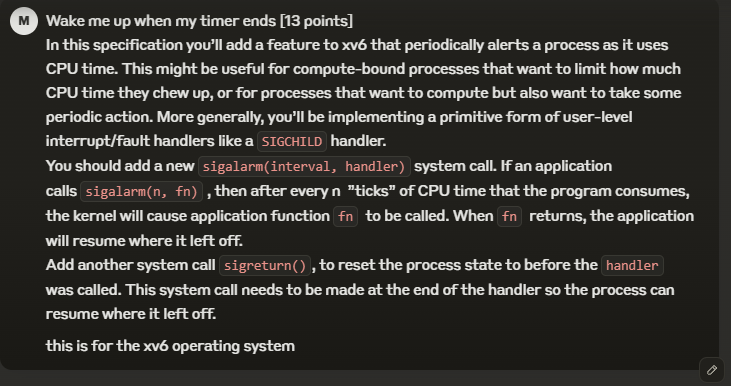 M
Wake me up when my timer ends [13 points]
In this specification you'll add a feature to xv6 that periodically alerts a process as it uses
CPU time. This might be useful for compute-bound processes that want to limit how much
CPU time they chew up, or for processes that want to compute but also want to take some
periodic action. More generally, you'll be implementing a primitive form of user-level
interrupt/fault handlers like a SIGCHILD handler.
You should add a new sigalarm(interval, handler) system call. If an application
calls sigalarm(n, fn) , then after every n "ticks" of CPU time that the program consumes,
the kernel will cause application function fn to be called. When fn returns, the application
will resume where it left off.
Add another system call sigreturn() , to reset the process state to before the handler
was called. This system call needs to be made at the end of the handler so the process can
resume where it left off.
this is for the xv6 operating system